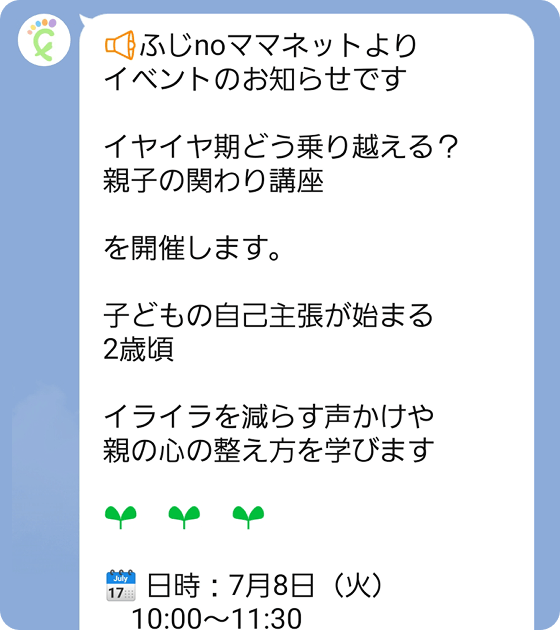 ふじnoママネットより
イベントのお知らせです
イヤイヤ期どう乗り越える？
親子の関わり講座
を開催します。
子どもの自己主張が始まる
2歳頃
イライラを減らす声かけや
親の心の整え方を学びます
July
17
日時：7月8日（火）
10:00〜11:30